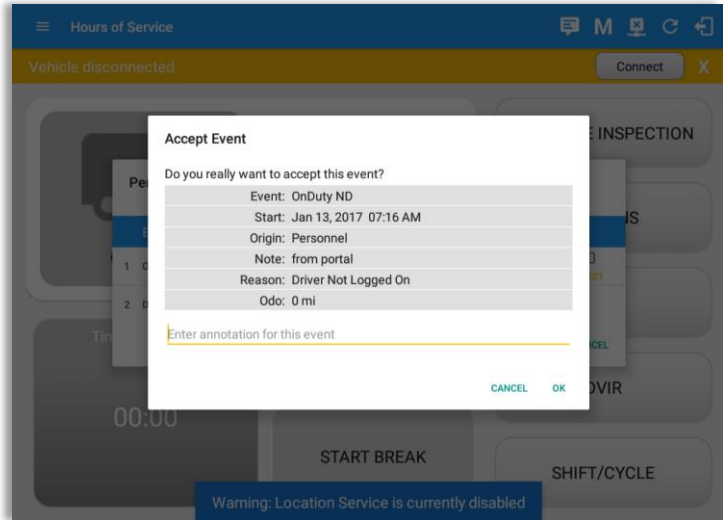 Hours of Service
M
Vehicle disconnected
Connect
X
INSPECTION
Accept Event
Do you really want to accept this event?
Event: OnDuty ND
Start: Jan 13, 2017 07:16 AM
Origin: Personnel
Note: from portal
Reason: Driver Not Logged On
Odo: 0 mi
Enter annotation for this event
CANCEL
OK
Pe
1
2
00:00
START BREAK
SHIFT/CYCLE
Warning: Location Service is currently disabled